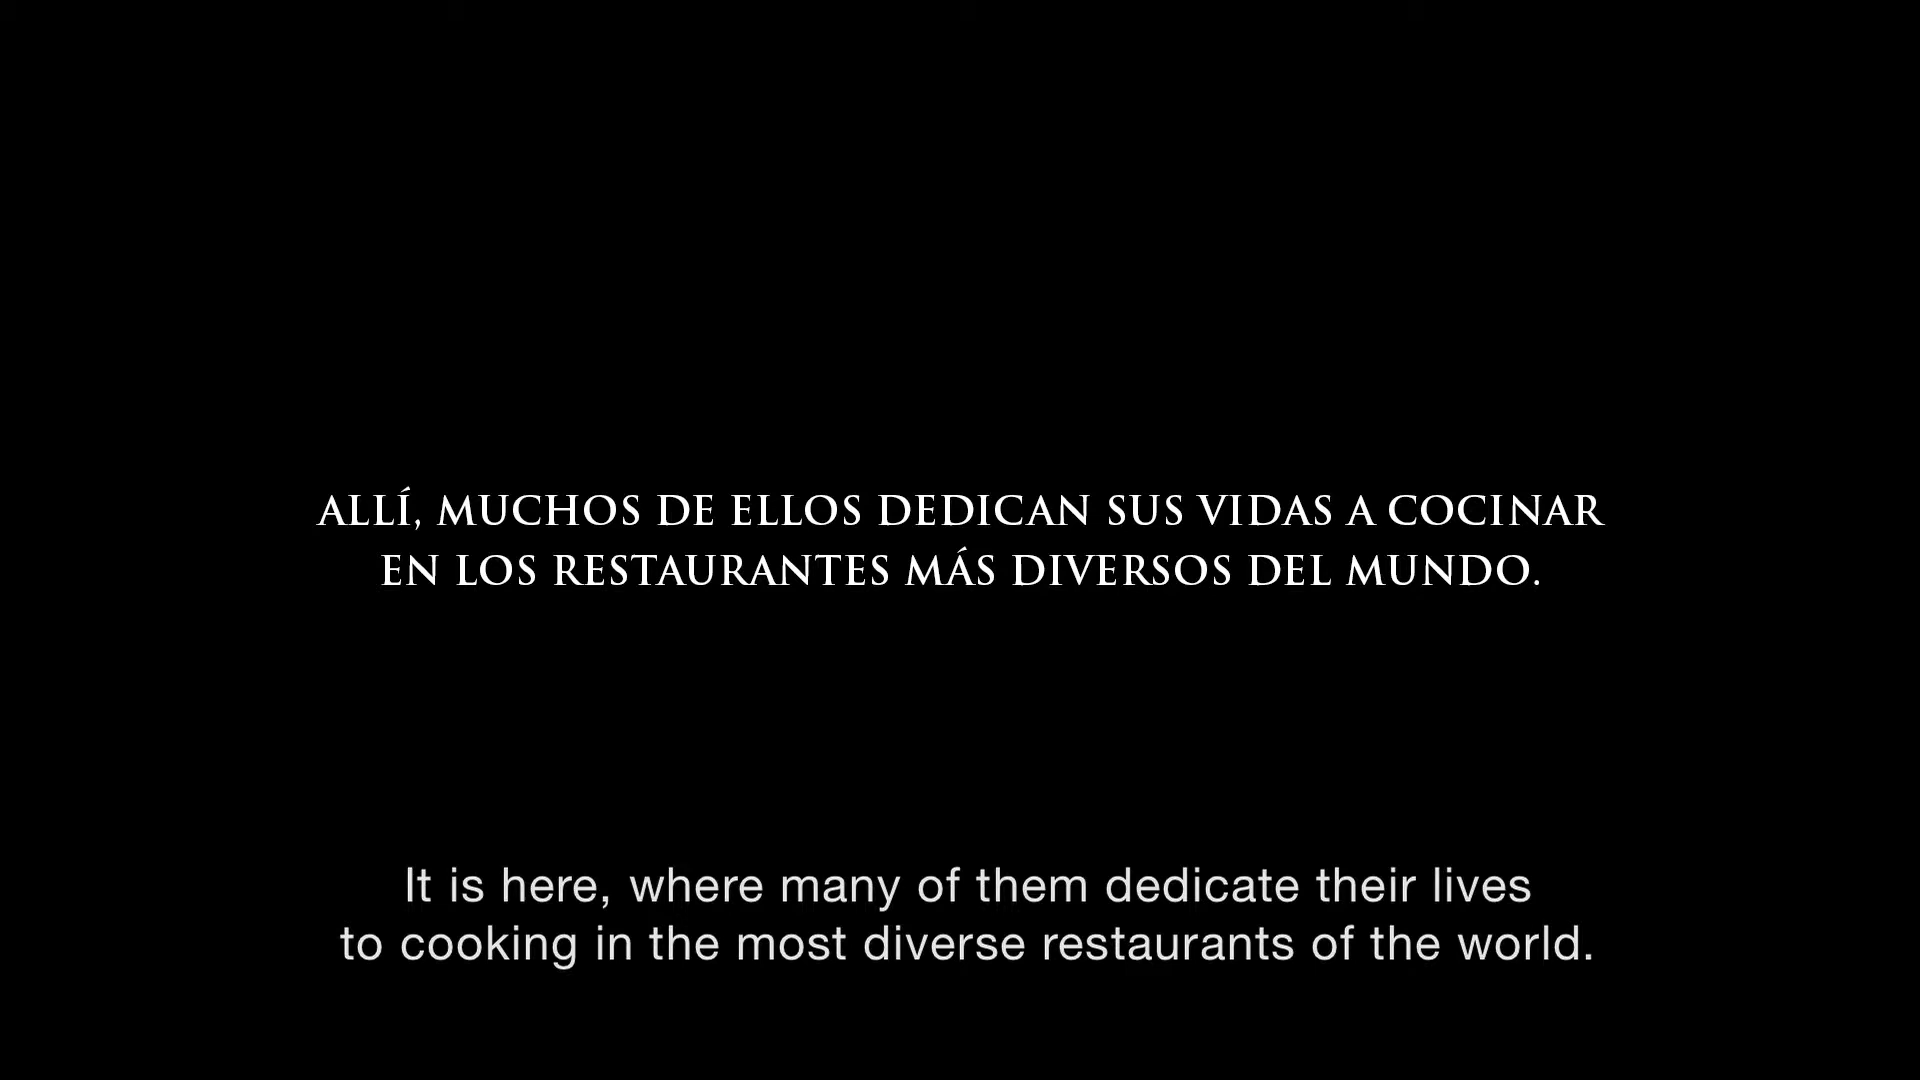 ALLÍ, MUCHOS DE ELLOS DEDICAN SUS VIDAS A COCINAR
EN LOS RESTAURANTES MÁS DIVERSOS DEL MUNDO.
It is here, where many of them dedicate their lives
to cooking in the most diverse restaurants of the world.